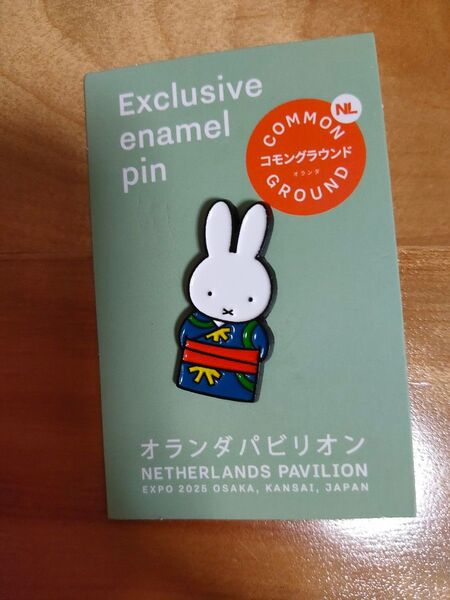 Exclusive
enamel
pin
NL
COMMON
コモングラウンド
オランダ
GROUND
オランダパビリオン
NETHERLANDS PAVILION
EXPO 2025 OSAKA, KANSAI, JAPAN